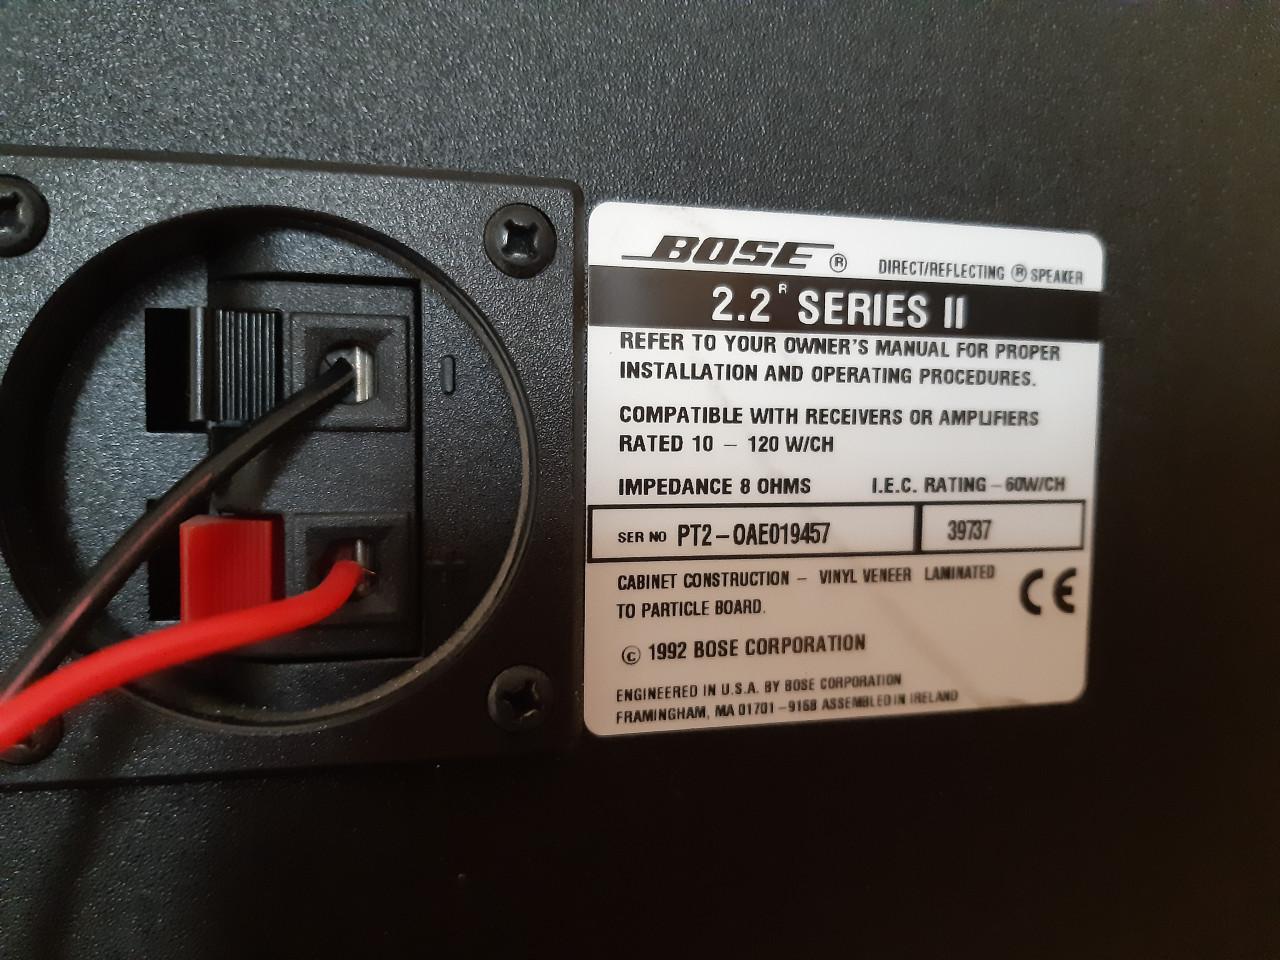 BOSE ® DIRECT/REFLECTING ® SPEAKER
2.2 R SERIES II
REFER TO YOUR OWNER'S MANUAL FOR PROPER
INSTALLATION AND OPERATING PROCEDURES.
COMPATIBLE WITH RECEIVERS OR AMPLIFIERS
RATED 10 – 120 W/CH
IMPEDANCE 8 OHMS I.E.C. RATING – 60W/CH
SER NO PT2–OAE019457 39737
CABINET CONSTRUCTION – VINYL VENEER LAMINATED
TO PARTICLE BOARD.
CE
© 1992 BOSE CORPORATION
ENGINEERED IN U.S.A. BY BOSE CORPORATION
FRAMINGHAM, MA 01701–9168 ASSEMBLED IN IRELAND